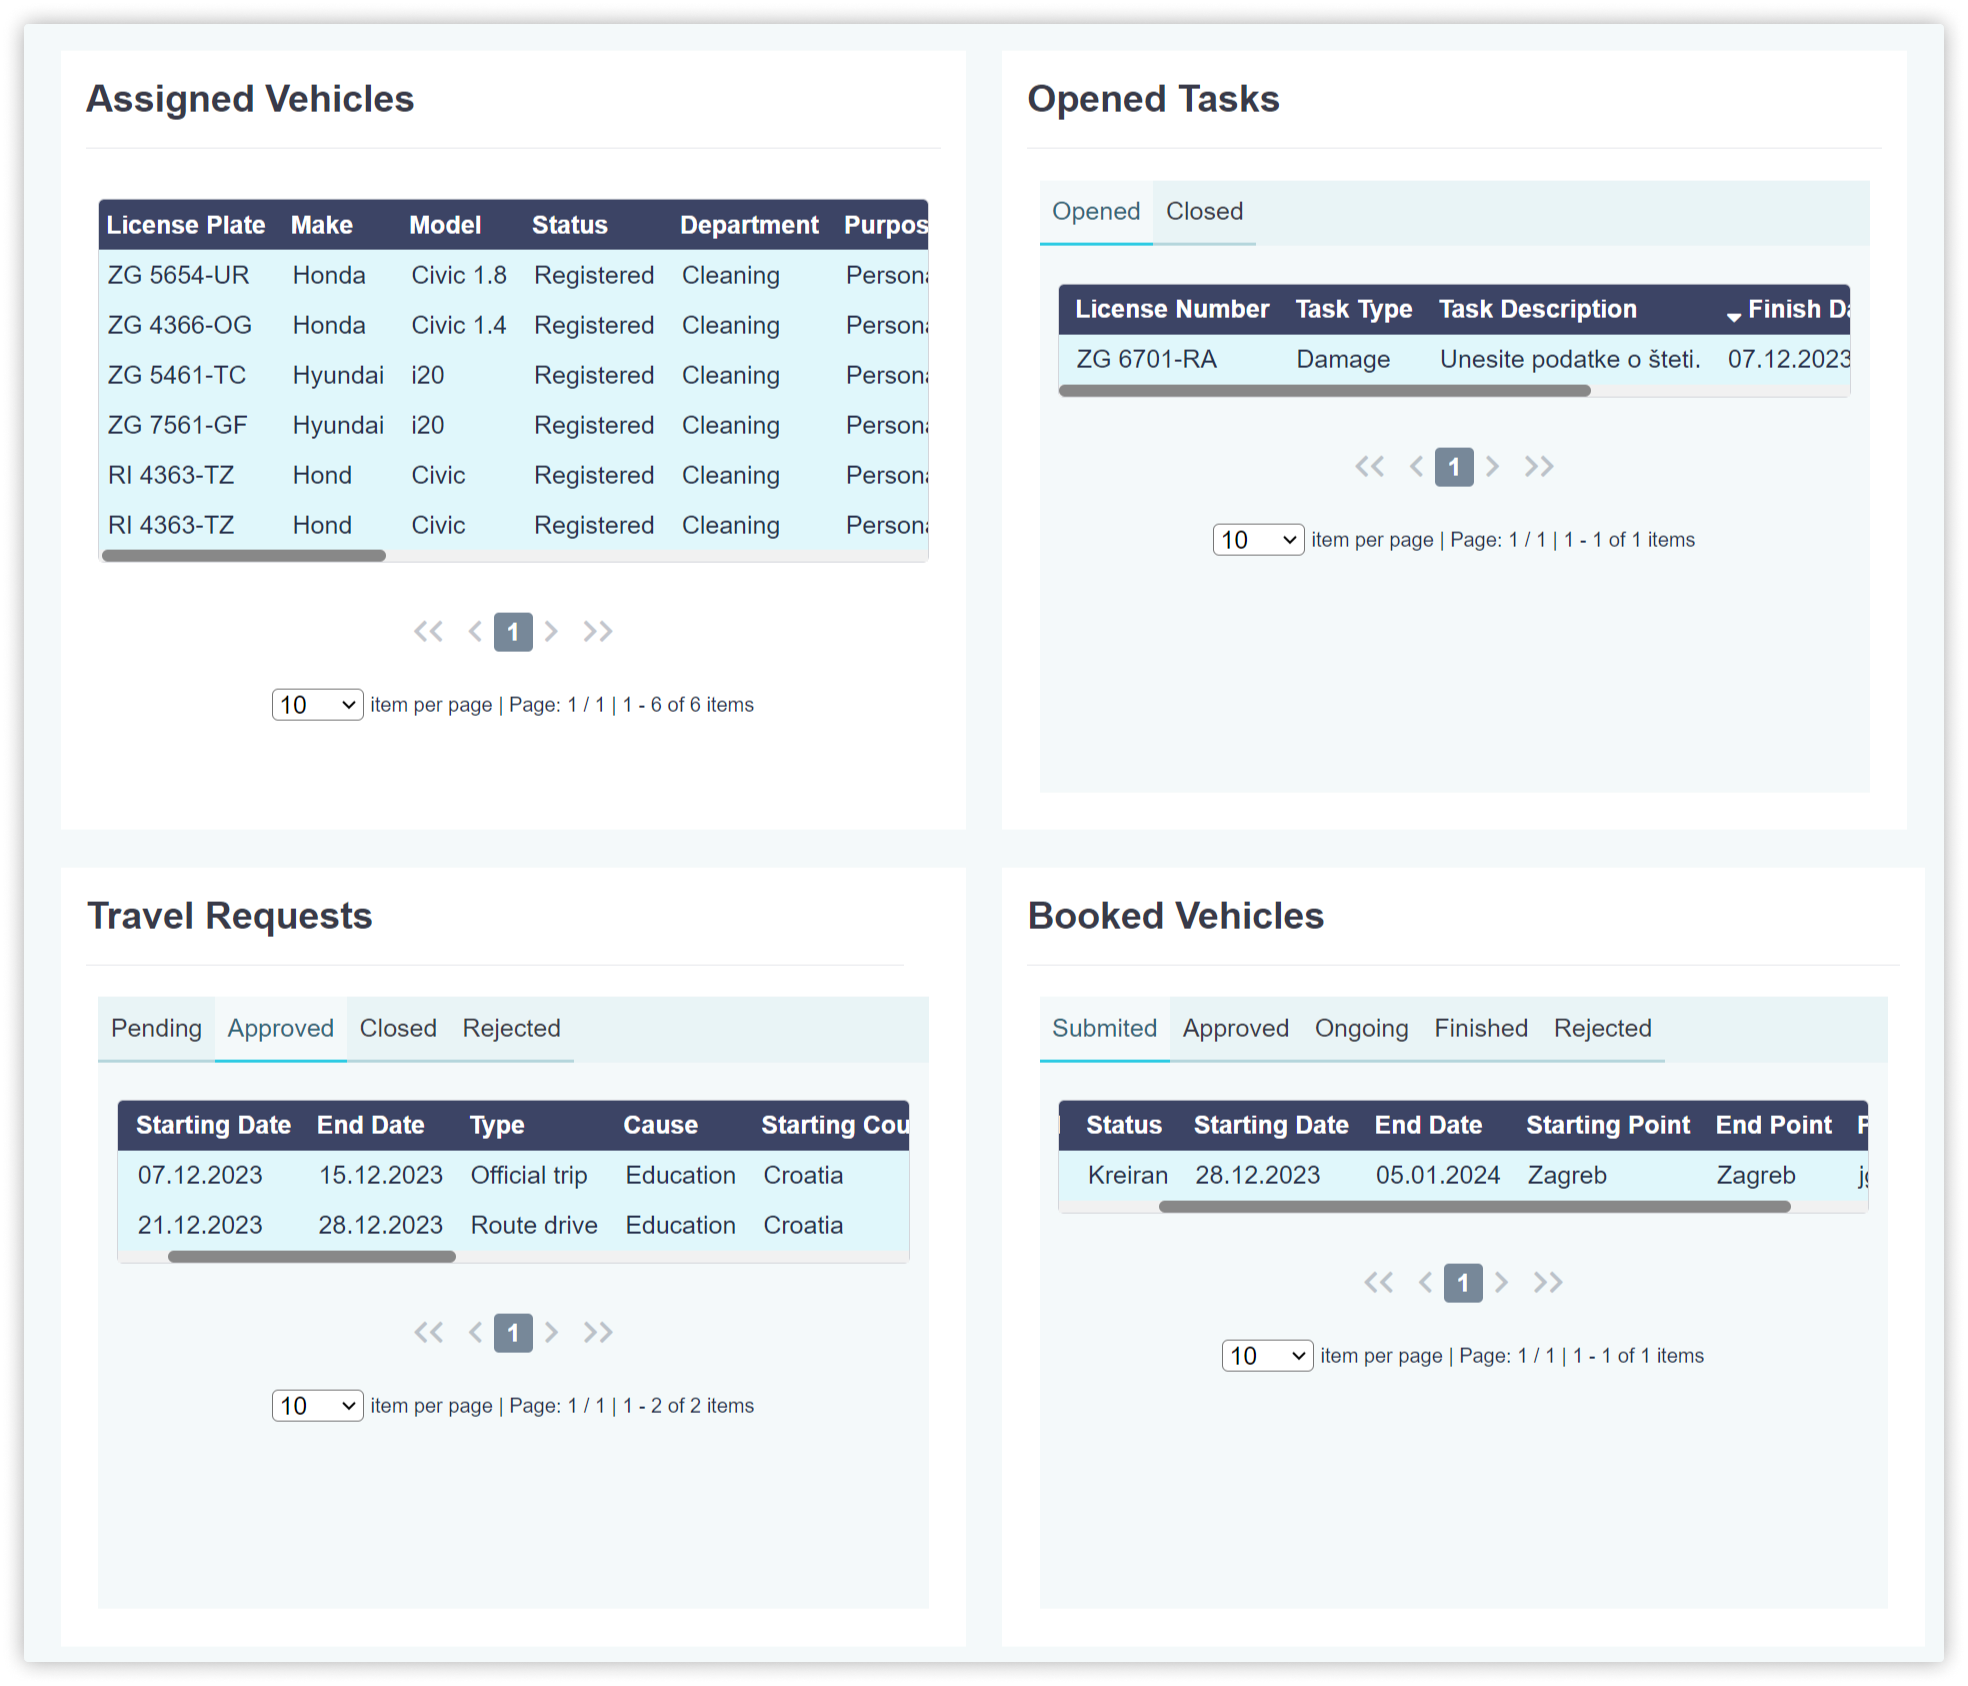 Assigned Vehicles
License Plate Make Model Status Department Purpos
ZG 5654-UR Honda Civic 1.8 Registered Cleaning Persona
ZG 4366-OG Honda Civic 1.4 Registered Cleaning Persona
ZG 5461-TC Hyundai i20 Registered Cleaning Persona
ZG 7561-GF Hyundai i20 Registered Cleaning Persona
RI 4363-TZ Hond Civic Registered Cleaning Persona
RI 4363-TZ Hond Civic Registered Cleaning Persona
<< < 1 > >>
10 item per page | Page: 1 / 1 | 1 - 6 of 6 items
Opened Tasks
Opened Closed
License Number Task Type Task Description Finish Da
ZG 6701-RA Damage Unesite podatke o šteti. 07.12.2023
<< < 1 > >>
10 item per page | Page: 1 / 1 | 1 - 1 of 1 items
Travel Requests
Pending Approved Closed Rejected
Starting Date End Date Type Cause Starting Cou
07.12.2023 15.12.2023 Official trip Education Croatia
21.12.2023 28.12.2023 Route drive Education Croatia
<< < 1 > >>
10 item per page | Page: 1 / 1 | 1 - 2 of 2 items
Booked Vehicles
Submited Approved Ongoing Finished Rejected
Status Starting Date End Date Starting Point End Point
Kreiran 28.12.2023 05.01.2024 Zagreb Zagreb
<< < 1 > >>
10 item per page | Page: 1 / 1 | 1 - 1 of 1 items